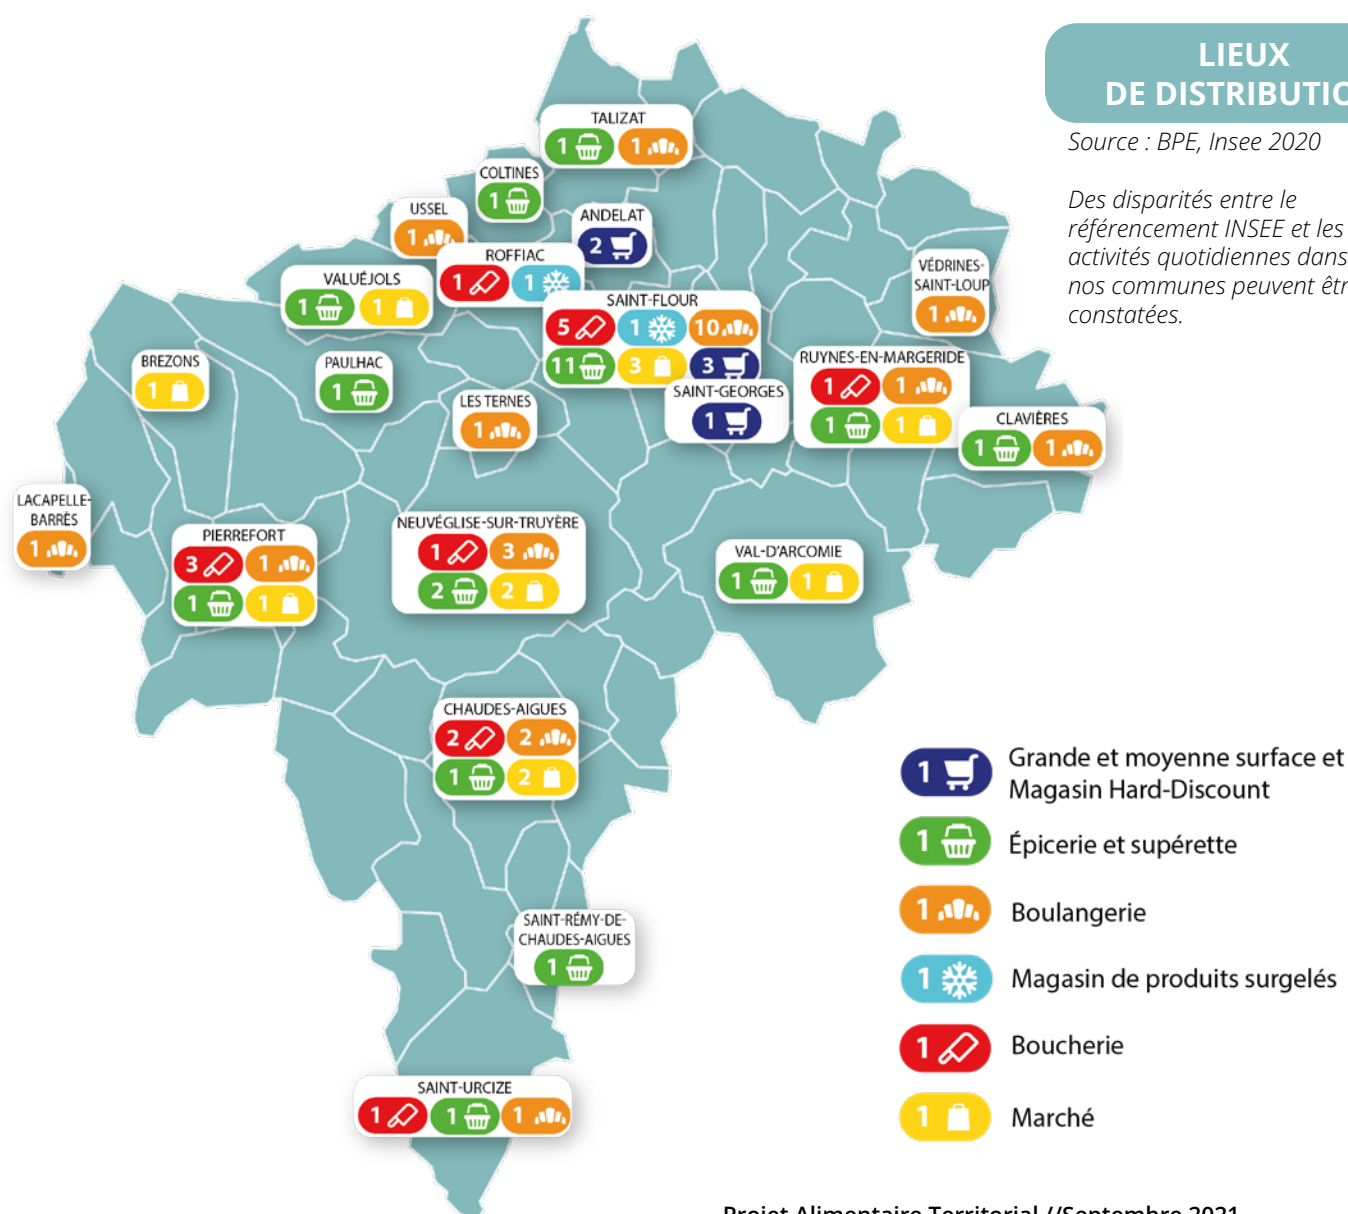 LIEUX
DE DISTRIBUTIO
Source : BPE, Insee 2020
Des disparités entre le
référencement INSEE et les
activités quotidiennes dans
nos communes peuvent êtr
constatées.
TALIZAT
1 1
COLTINES
1
USSEL
1
ANDELAT
2
ROFFIAC
1 1
VALUÉJOLS
1 1
SAINT-FLOUR
5 1 10
11 3 3
VÉDRINES-
SAINT-LOUP
1
BREZONS
1
PAULHAC
1
LES TERNES
1
SAINT-GEORGES
1
RUYNES-EN-MARGERIDE
1 1
1 1
CLAVIÈRES
1 1
LACAPELLE-
BARRÈS
1
PIERREFORT
3 1
1 1
NEUVÉGLISE-SUR-TRUYÈRE
1 3
2 2
VAL-D'ARCOMIE
1 1
CHAUDES-AIGUES
2 2
1 2
SAINT-RÉMY-DE-
CHAUDES-AIGUES
1
SAINT-URCIZE
1 1 1
1 Grande et moyenne surface et
Magasin Hard-Discount
1 Épicerie et supérette
1 Boulangerie
1 Magasin de produits surgelés
1 Boucherie
1 Marché
Projet Alimentaire Territorial //Septembre 2021